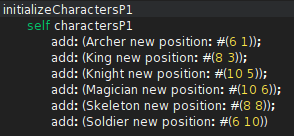 initializeCharactersP1
self charactersP1
add: (Archer new position: #(6 1));
add: (King new position: #(8 3));
add: (Knight new position: #(10 5));
add: (Magician new position: #(10 6));
add: (Skeleton new position: #(8 8));
add: (Soldier new position: #(6 10))